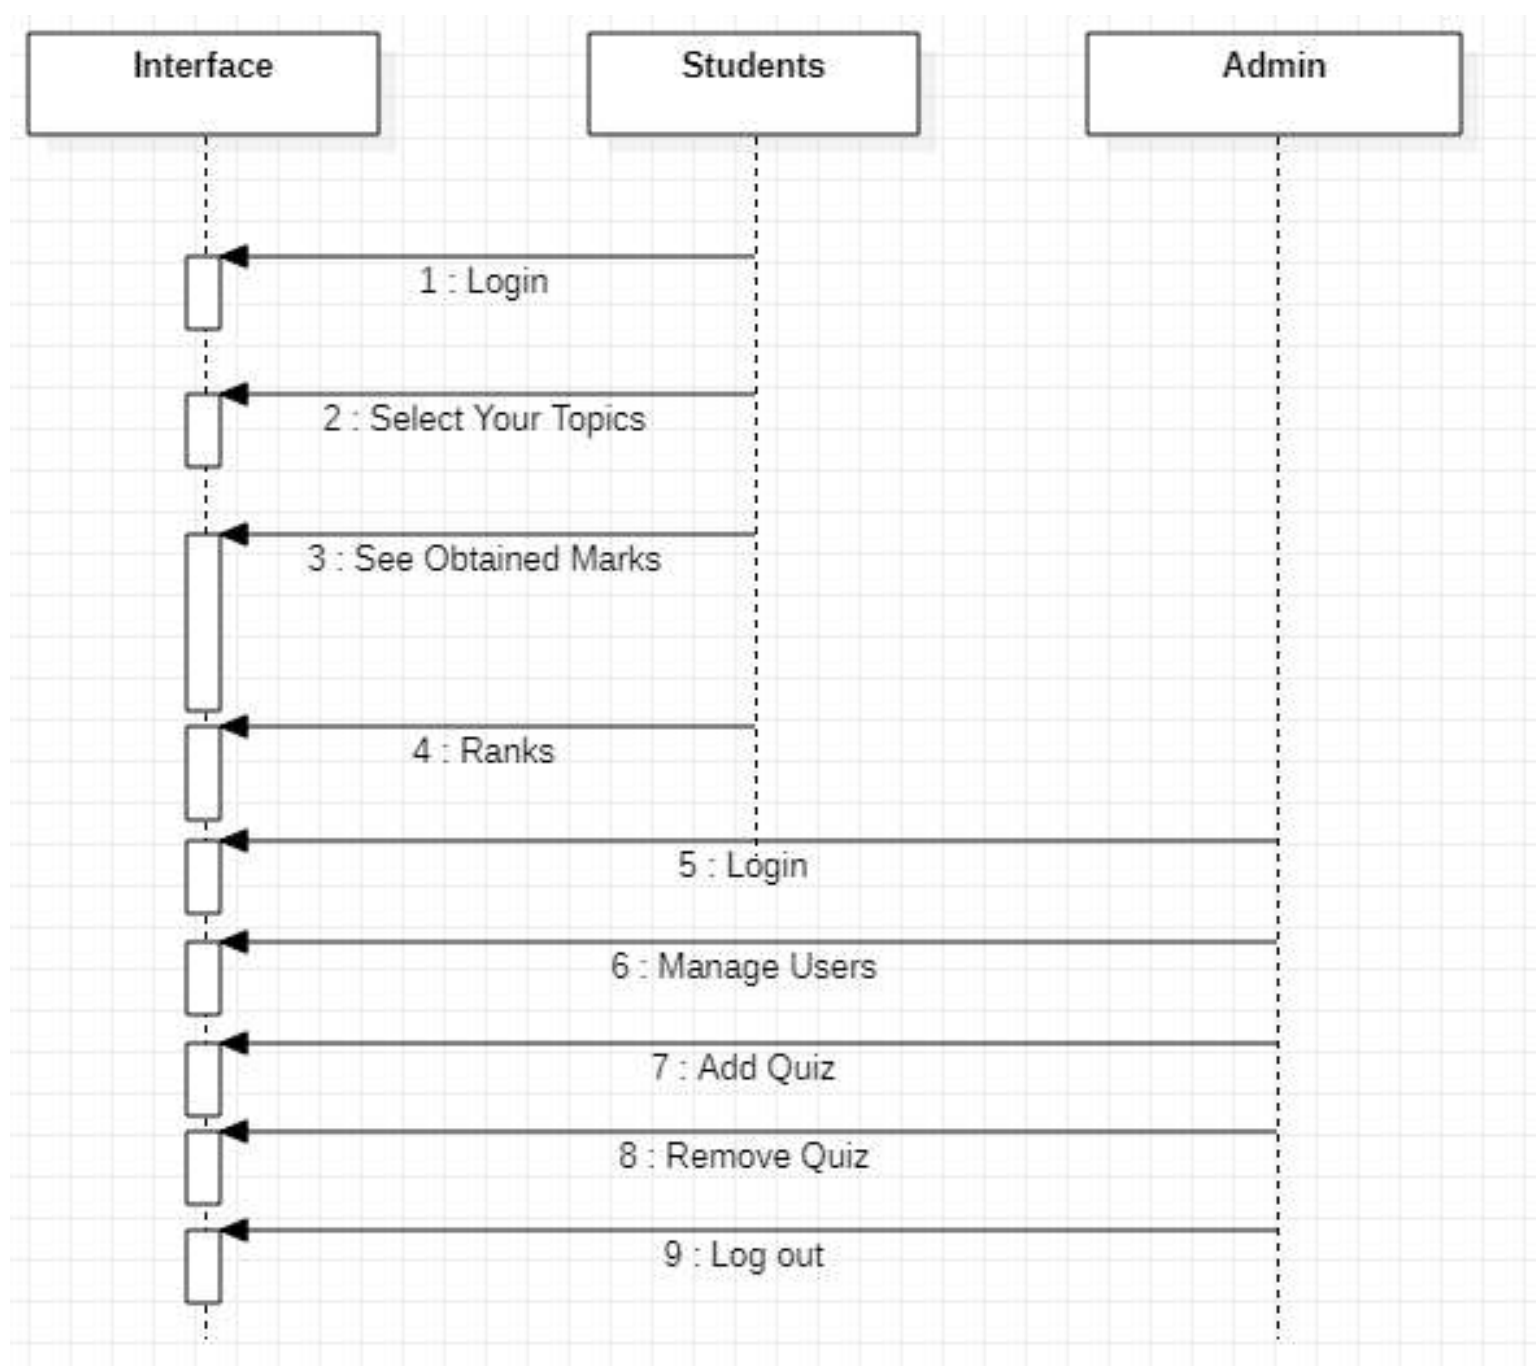 Interface
Students
Admin
1 : Login
2 : Select Your Topics
3 : See Obtained Marks
4 : Ranks
5 : Login
6 : Manage Users
7 : Add Quiz
8 : Remove Quiz
9 : Log out